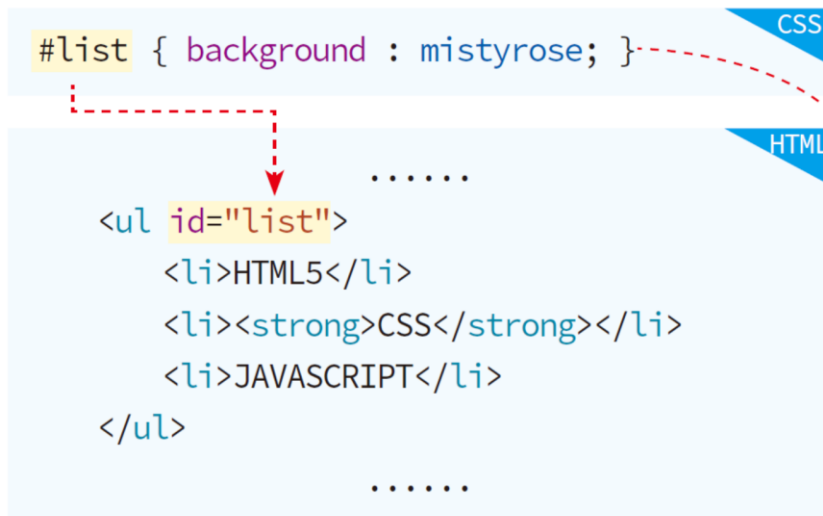 CSS
#list { background : mistyrose; }
HTML
......
<ul id="list">
<li>HTML5</li>
<li><strong>CSS</strong></li>
<li>JAVASCRIPT</li>
</ul>
......